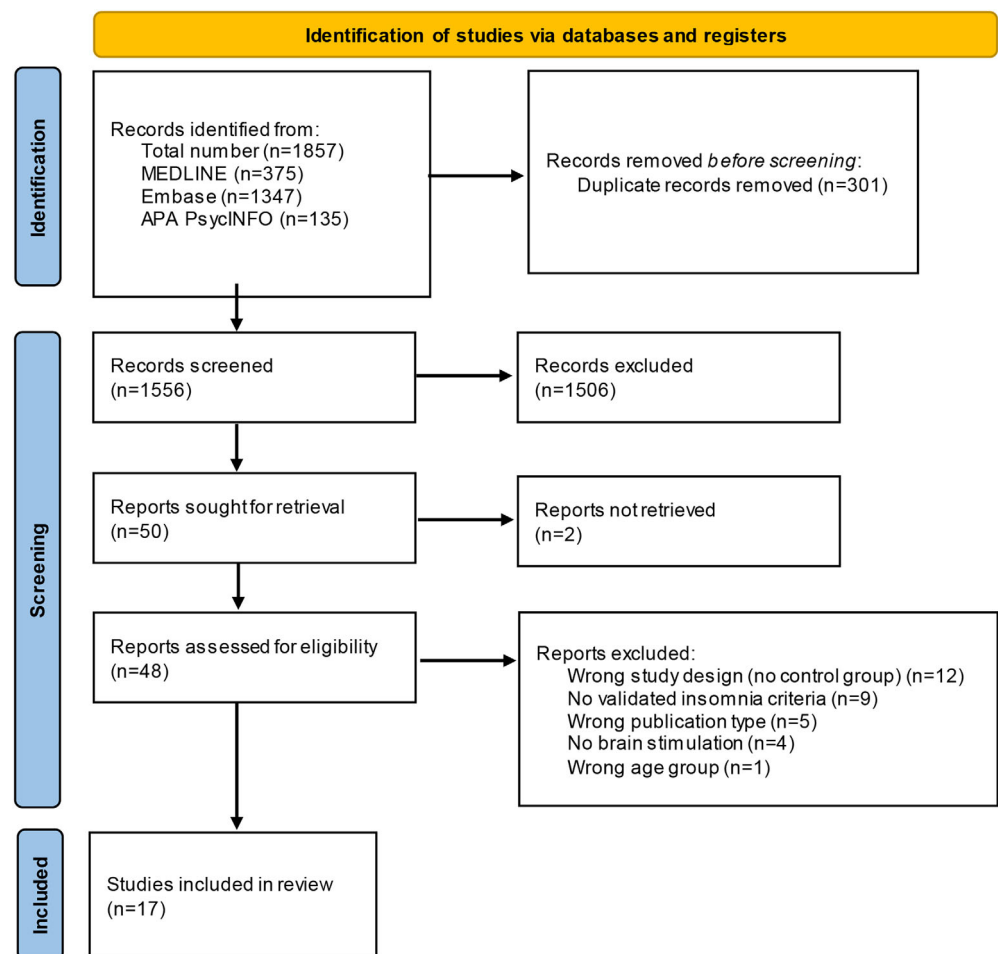 Identification of studies via databases and registers
Identification
Records identified from:
Total number (n=1857)
MEDLINE (n=375)
Embase (n=1347)
APA PsycINFO (n=135)
Records removed before screening:
Duplicate records removed (n=301)
Screening
Records screened
(n=1556)
Records excluded
(n=1506)
Reports sought for retrieval
(n=50)
Reports not retrieved
(n=2)
Reports assessed for eligibility
(n=48)
Reports excluded:
Wrong study design (no control group) (n=12)
No validated insomnia criteria (n=9)
Wrong publication type (n=5)
No brain stimulation (n=4)
Wrong age group (n=1)
Included
Studies included in review
(n=17)